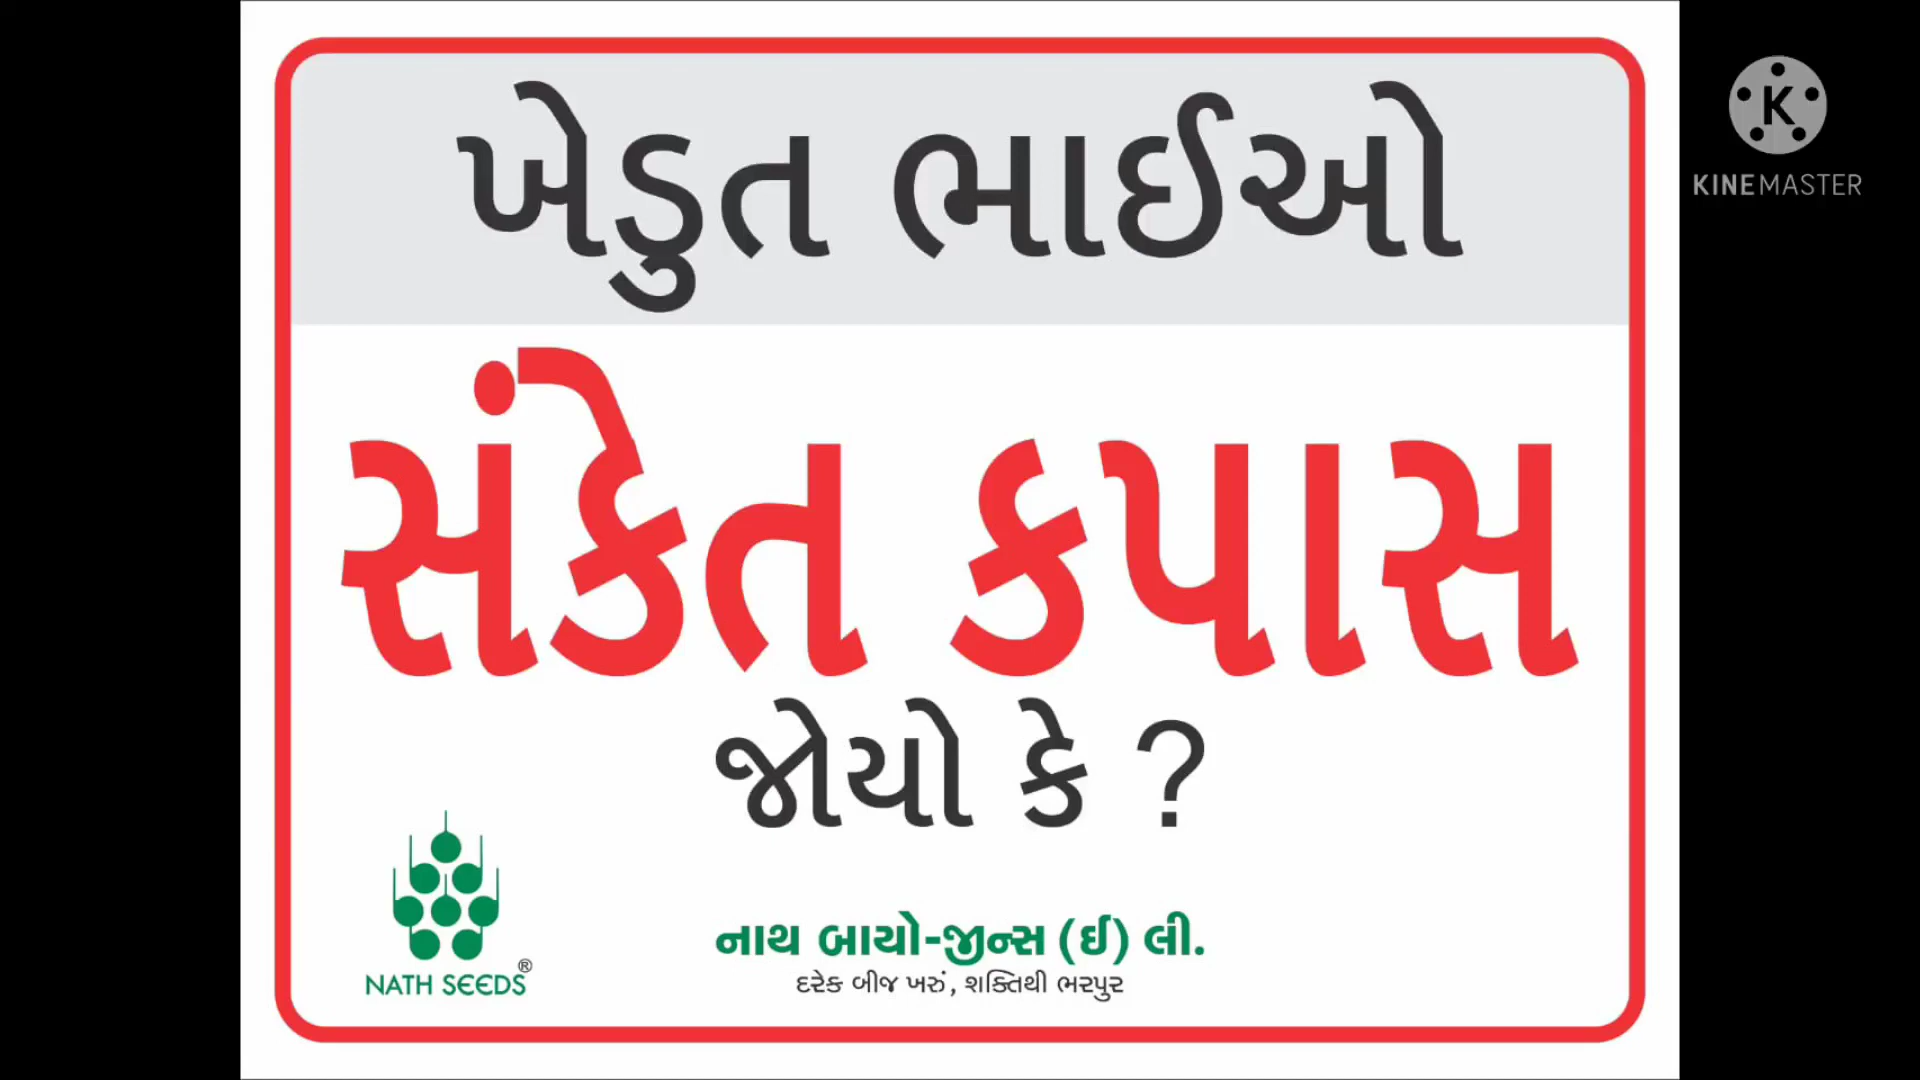 ખેડુત ભાઈઓ
K
KINEMASTER
સંકેત કપાસ
જોયો કે ?
નાથ બાયો-જીન્સ (ઈ) લી.
દરેક બીજ ખરું, શક્તિથી ભરપુર
NATH SEEDS®